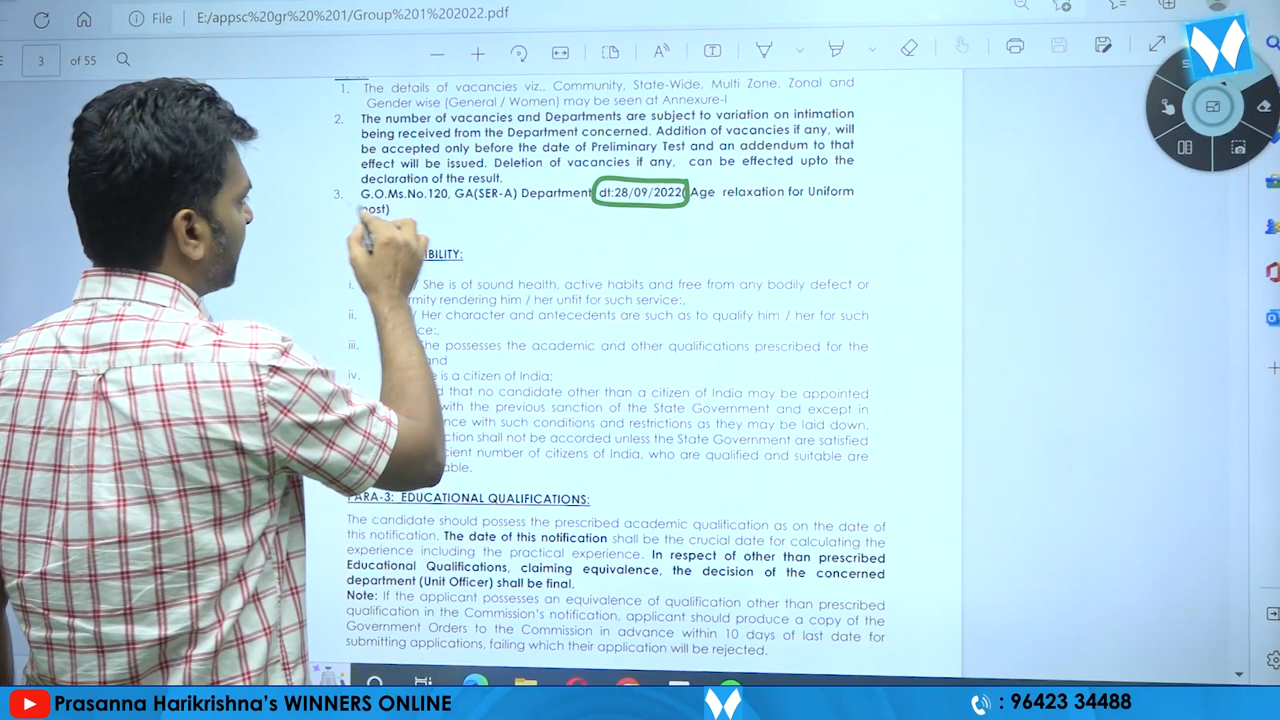 File E:/appsc%20gr%20%201/Group%201%202022.pdf
3 of 55
1. The details of vacancies viz., Community, State-Wide, Multi Zone, Zonal and
Gender wise (General / Women) may be seen at Annexure-I
2. The number of vacancies and Departments are subject to variation on intimation
being received from the Department concerned. Addition of vacancies if any, will
be accepted only before the date of Preliminary Test and an addendum to that
effect will be issued. Deletion of vacancies if any, can be effected upto the
declaration of the result.
3. G.O.Ms.No.120, GA(SER-A) Department dt:28/09/2022( Age relaxation for Uniform
post)
IBILITY:
i. / She is of sound health, active habits and free from any bodily defect or
rmity rendering him / her unfit for such service;,
ii. / Her character and antecedents are such as to qualify him / her for such
ce;,
iii. he possesses the academic and other qualifications prescribed for the
and
iv. e is a citizen of India:
d that no candidate other than a citizen of India may be appointed
with the previous sanction of the State Government and except in
nce with such conditions and restrictions as they may be laid down.
ction shall not be accorded unless the State Government are satisfied
cient number of citizens of India, who are qualified and suitable are
able.
PARA-3: EDUCATIONAL QUALIFICATIONS:
The candidate should possess the prescribed academic qualification as on the date of
this notification. The date of this notification shall be the crucial date for calculating the
experience including the practical experience. In respect of other than prescribed
Educational Qualifications, claiming equivalence, the decision of the concerned
department (Unit Officer) shall be final.
Note: If the applicant possesses an equivalence of qualification other than prescribed
qualification in the Commission's notification, applicant should produce a copy of the
Government Orders to the Commission in advance within 10 days of last date for
submitting applications, failing which their application will be rejected.
Prasanna Harikrishna's WINNERS ONLINE
: 96423 34488